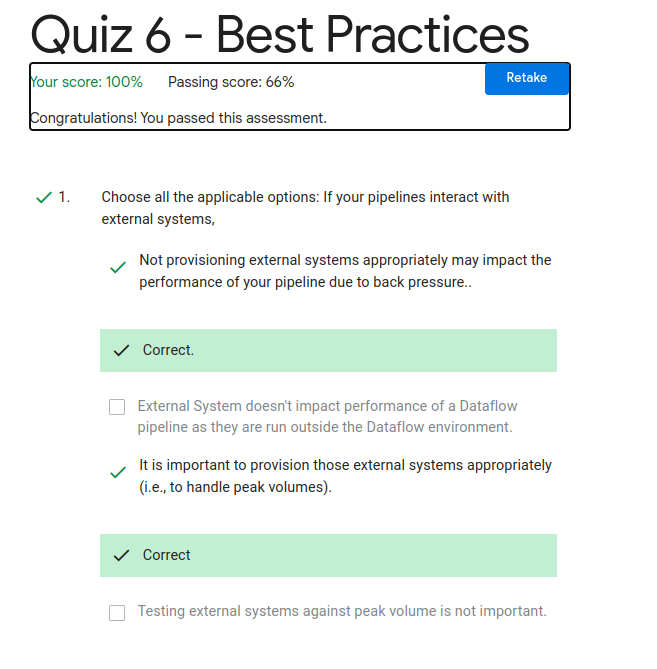 Quiz 6 - Best Practices
Your score: 100% Passing score: 66% Retake
Congratulations! You passed this assessment.
1. Choose all the applicable options: If your pipelines interact with
external systems,
Not provisioning external systems appropriately may impact the
performance of your pipeline due to back pressure..
Correct.
External System doesn't impact performance of a Dataflow
pipeline as they are run outside the Dataflow environment.
It is important to provision those external systems appropriately
(i.e., to handle peak volumes).
Correct
Testing external systems against peak volume is not important.